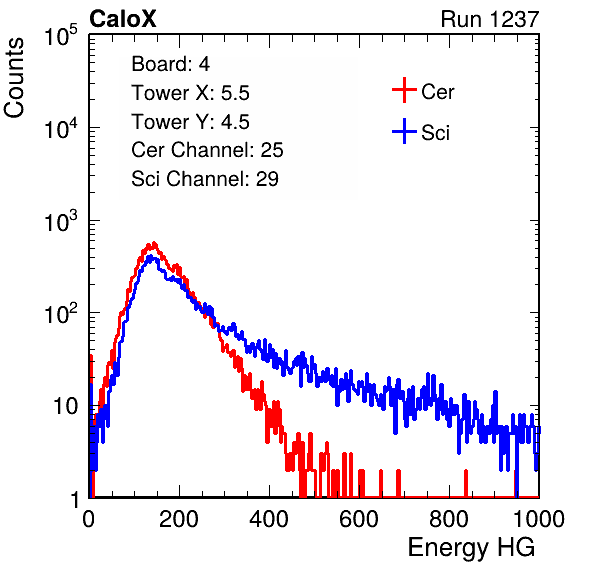 CaloX Run 1237
Counts
Board: 4
Tower X: 5.5
Tower Y: 4.5
Cer Channel: 25
Sci Channel: 29
Cer
Sci
10^5
10^4
10^3
10^2
10
1
0 200 400 600 800 1000
Energy HG